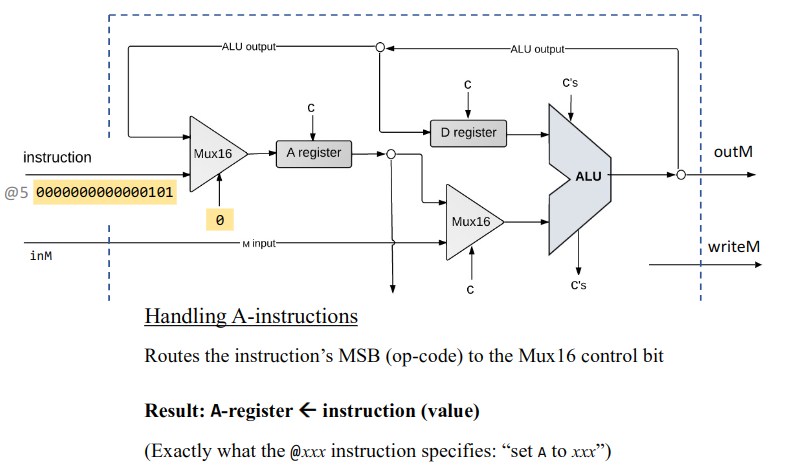 ALU output
ALU output
C
C
C's
Mux16
A register
D register
instruction
@5 0000000000000101
0
ALU
outM
Mux16
M input
inM
writeM
C
C's
Handling A-instructions
Routes the instruction's MSB (op-code) to the Mux16 control bit
Result: A-register ← instruction (value)
(Exactly what the @xxx instruction specifies: “set A to xxx”)